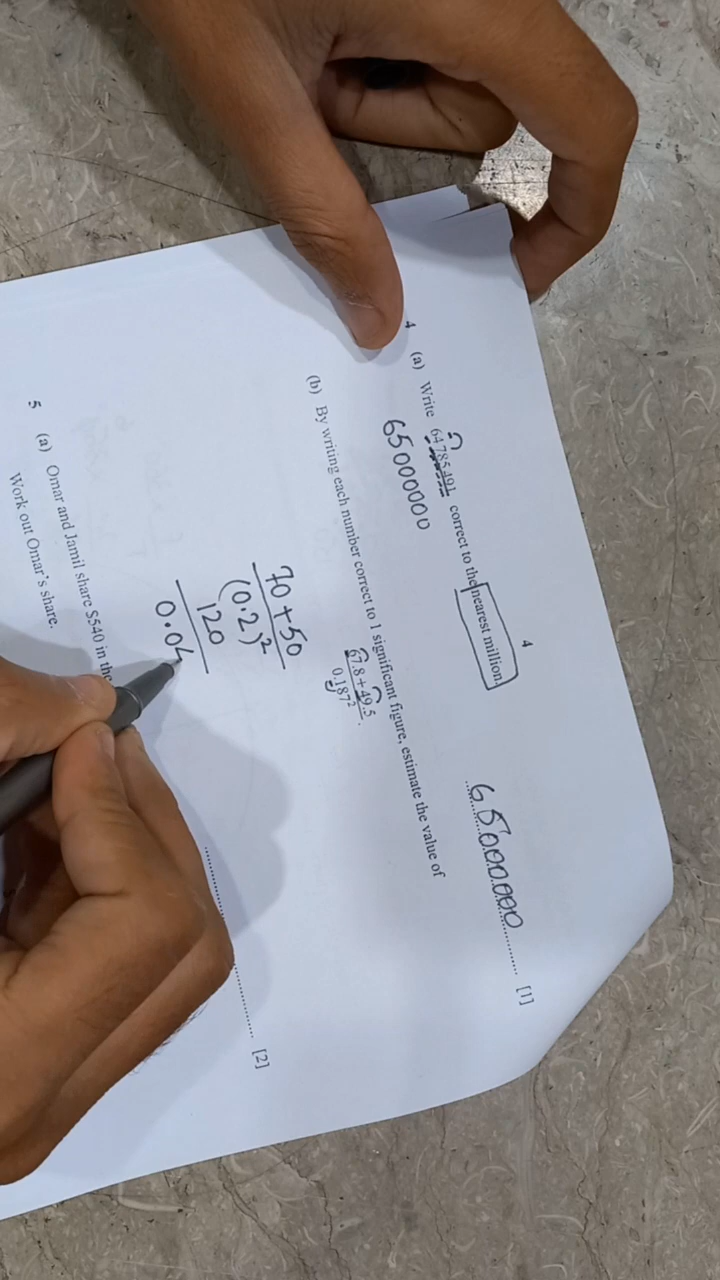 4
4 (a) Write 64 785 491 correct to the nearest million.
65000000
65000000 [1]
(b) By writing each number correct to 1 significant figure, estimate the value of
67.8 + 49.5
0.187²
70 + 50
(0.2)²
120
0.04
[2]
5 (a) Omar and Jamil share $540 in the
Work out Omar's share.